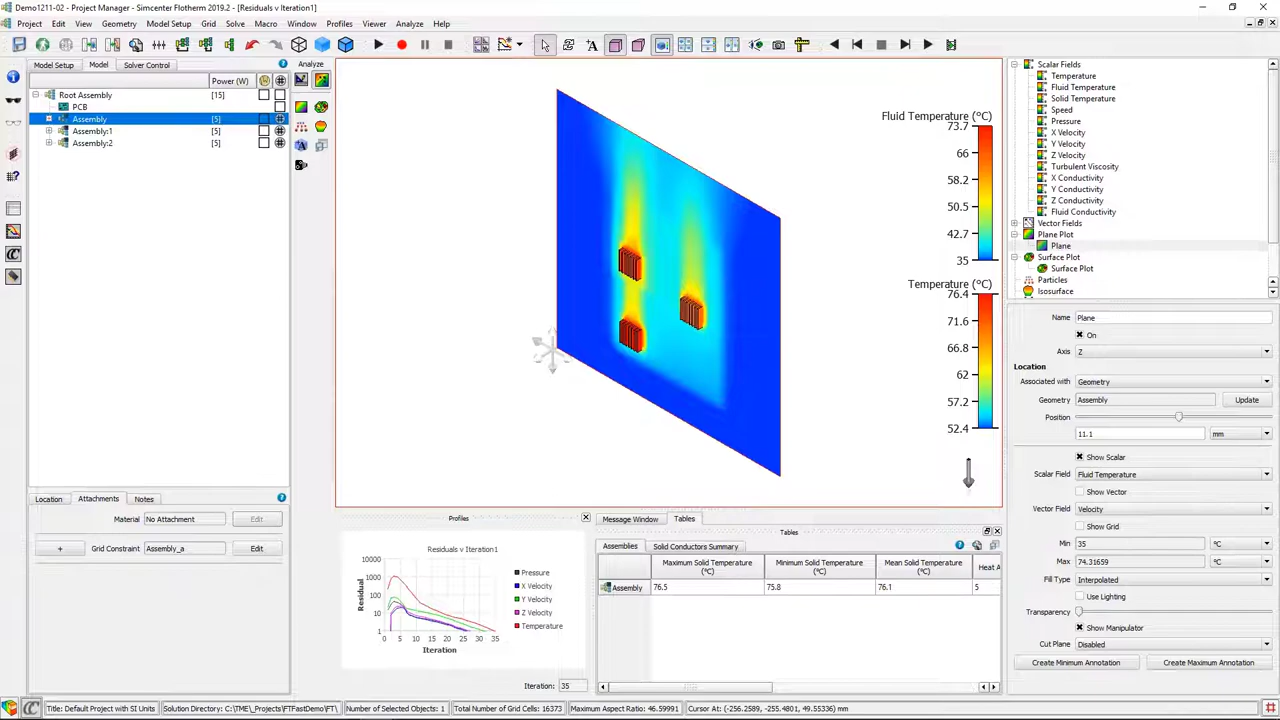 Demo1211-02 - Project Manager - Simcenter Flotherm 2019.2 - [Residuals v Iteration1]
Project Edit View Geometry Model Setup Grid Solve Macro Window Profiles Viewer Analyze Help
Model Setup Model Solver Control
Power (W)
Root Assembly [15]
PCB
Assembly [5]
Assembly:1 [5]
Assembly:2 [5]
Location Attachments Notes
Material No Attachment Edit
+ Grid Constraint Assembly_a Edit
Analyze
Fluid Temperature (°C)
73.7
66
58.2
50.5
42.7
35
Temperature (°C)
76.4
71.6
66.8
62
57.2
52.4
Profiles
Residuals v Iteration1
Residual
10000
1000
100
10
1
0 5 10 15 20 25 30 35
Iteration
Pressure
X Velocity
Y Velocity
Z Velocity
Temperature
Iteration: 35
Message Window Tables
Tables
Assemblies Solid Conductors Summary
Maximum Solid Temperature (°C) Minimum Solid Temperature (°C) Mean Solid Temperature (°C) Heat A
Assembly 76.5 75.8 76.1 5
Scalar Fields
Temperature
Fluid Temperature
Solid Temperature
Speed
Pressure
X Velocity
Y Velocity
Z Velocity
Turbulent Viscosity
X Conductivity
Y Conductivity
Z Conductivity
Fluid Conductivity
Vector Fields
Plane Plot
Plane
Surface Plot
Surface Plot
Particles
Isosurface
Name Plane
On
Axis Z
Location
Associated with Geometry
Geometry Assembly Update
Position
11.1 mm
Show Scalar
Scalar Field Fluid Temperature
Show Vector
Vector Field Velocity
Show Grid
Min 35 °C
Max 74.31659 °C
Fill Type Interpolated
Use Lighting
Transparency
Show Manipulator
Cut Plane Disabled
Create Minimum Annotation Create Maximum Annotation
Title: Default Project with SI Units Solution Directory: C:\TME\_Projects\FTFastDemo\FT\ Number of Selected Objects: 1 Total Number of Grid Cells: 16373 Maximum Aspect Ratio: 46.59991 Cursor At: (-256.2589, -255.4801, 49.55336) mm